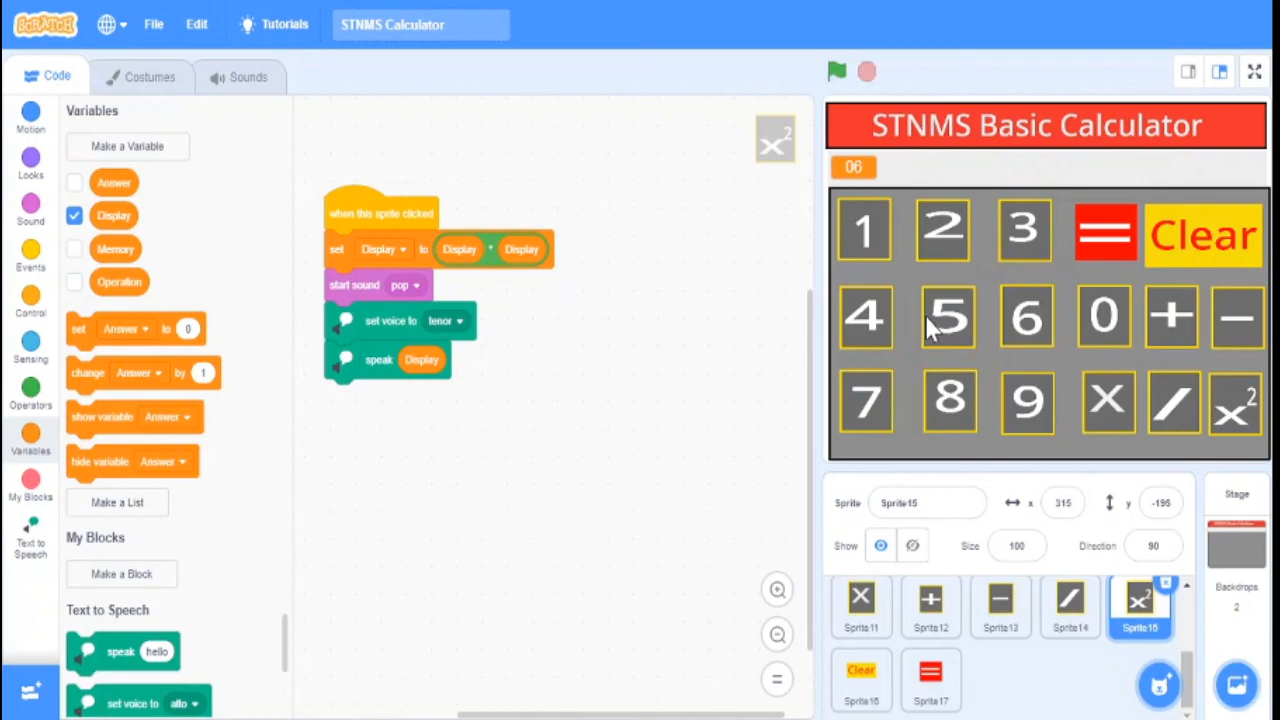 SCRATCH File Edit Tutorials STNMS Calculator
Code Costumes Sounds
Motion
Looks
Sound
Events
Control
Sensing
Operators
Variables
My Blocks
Text to Speech
Variables
Make a Variable
Answer
Display
Memory
Operation
set Answer to 0
change Answer by 1
show variable Answer
hide variable Answer
Make a List
My Blocks
Make a Block
Text to Speech
speak hello
set voice to alto
x²
when this sprite clicked
set Display to Display * Display
start sound pop
set voice to tenor
speak Display
STNMS Basic Calculator
06
1 2 3 = Clear
4 5 6 0 + −
7 8 9 × / x²
Sprite Sprite15 x 315 y -195
Show Size 100 Direction 90
× + − / x²
Sprite11 Sprite12 Sprite13 Sprite14 Sprite15
Clear =
Sprite16 Sprite17
Stage
Backdrops
2